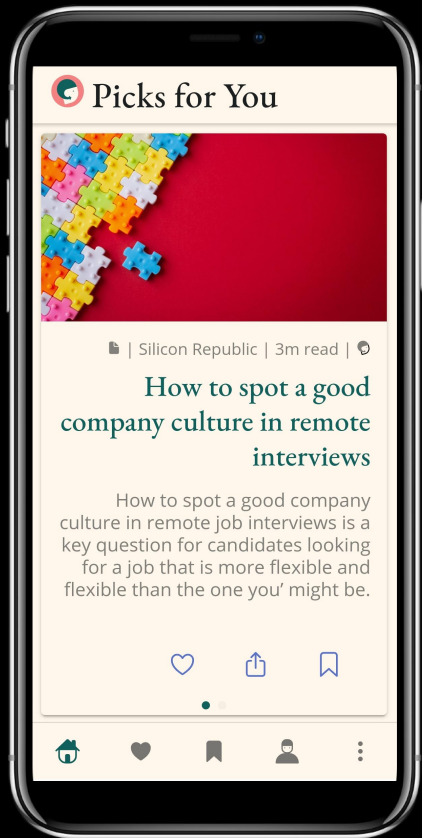 Picks for You
| Silicon Republic | 3m read |
How to spot a good
company culture in remote
interviews
How to spot a good company
culture in remote job interviews is a
key question for candidates looking
for a job that is more flexible and
flexible than the one you’ might be.